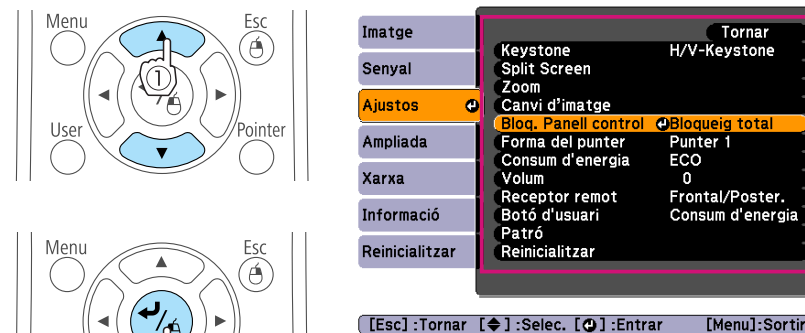 Menu
Esc
1
User
Pointer
Menu
Esc
Imatge
Senyal
Ajustos
Ampliada
Xarxa
Informació
Reinicialitzar
Tornar
Keystone H/V-Keystone
Split Screen
Zoom
Canvi d'imatge
Bloq. Panell control Bloqueig total
Forma del punter Punter 1
Consum d'energia ECO
Volum 0
Receptor remot Frontal/Poster.
Botó d'usuari Consum d'energia
Patró
Reinicialitzar
[Esc] :Tornar [◆] :Selec. [↵] :Entrar [Menu]:Sortir